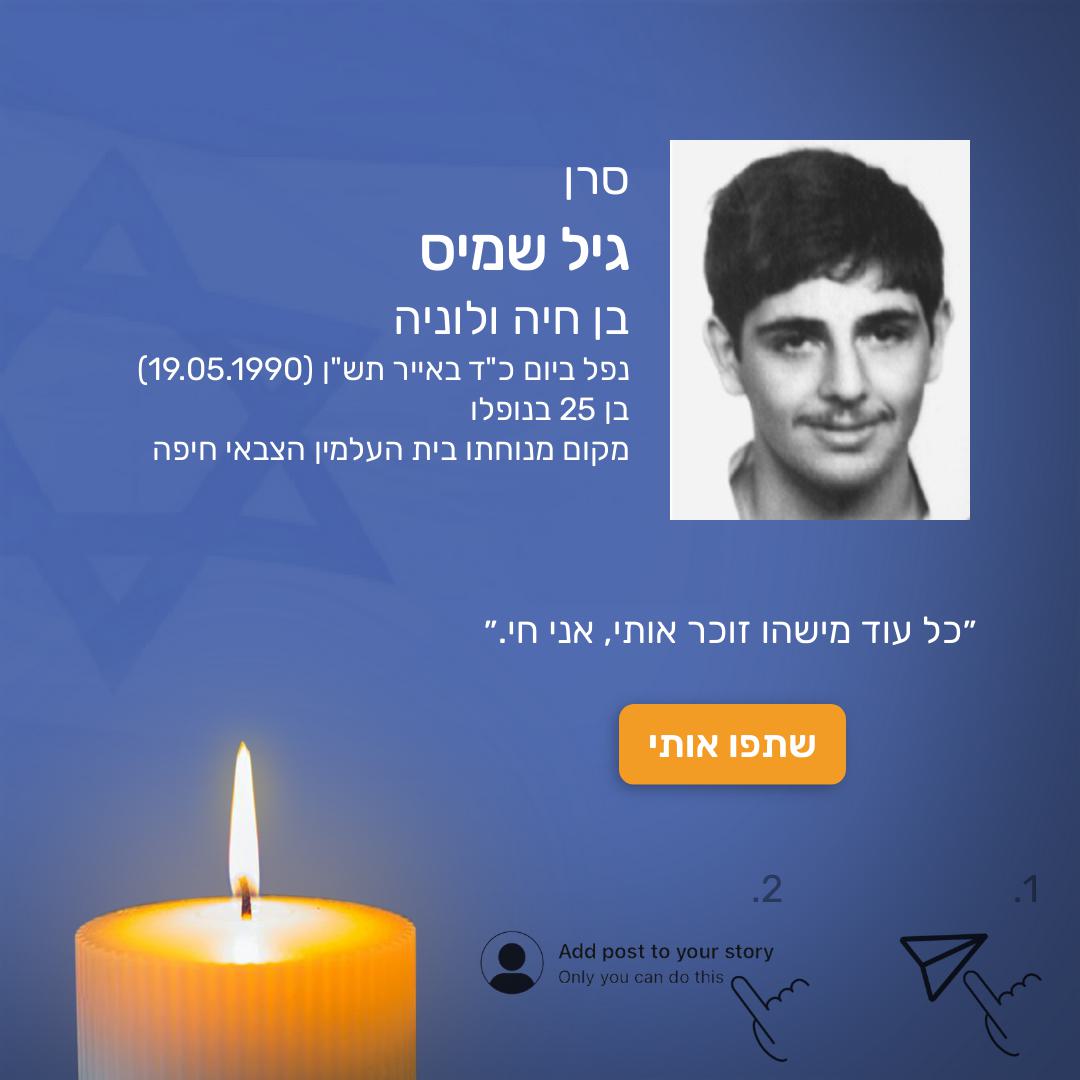 סרן
גיל שמיס
בן חיה ולוניה
נפל ביום כ"ד באייר תש"ן (19.05.1990)
בן 25 בנופלו
מקום מנוחתו בית העלמין הצבאי חיפה
״כל עוד מישהו זוכר אותי, אני חי.״
שתפו אותי
.1
.2
Add post to your story
Only you can do this